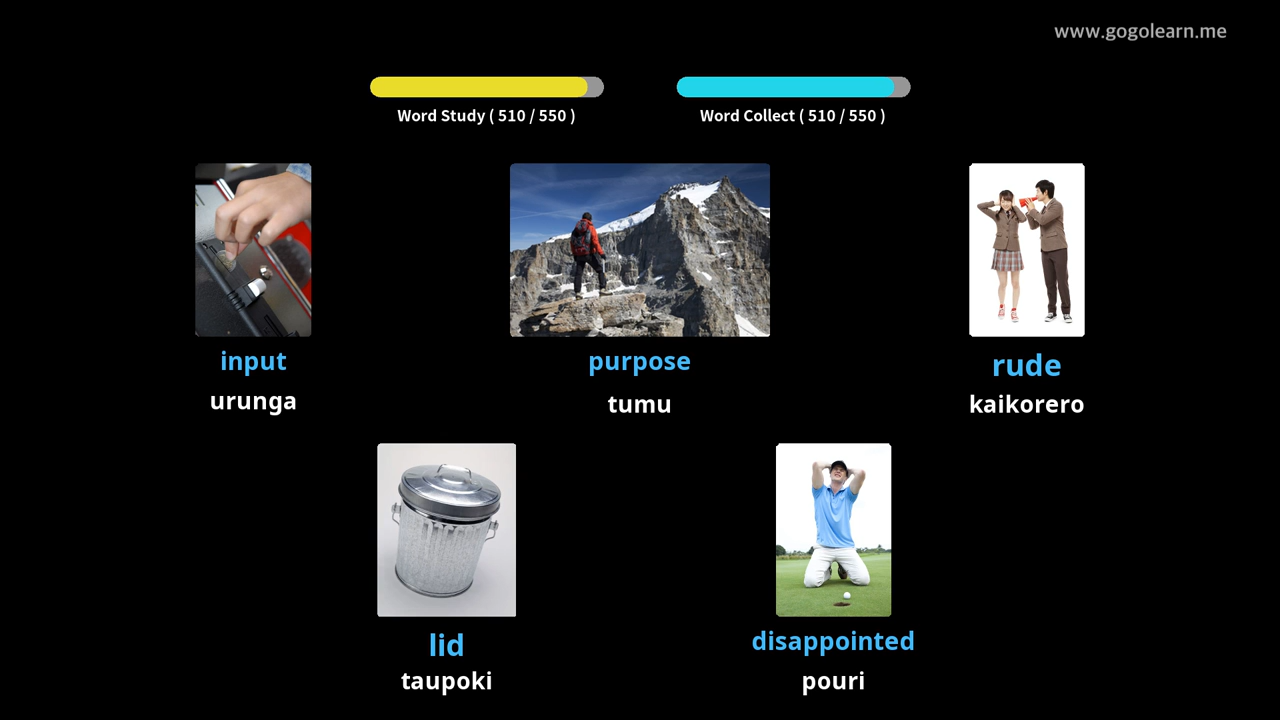 www.gogolearn.me
Word Study ( 510 / 550 )
Word Collect ( 510 / 550 )
input
urunga
purpose
tumu
rude
kaikorero
lid
taupoki
disappointed
pouri